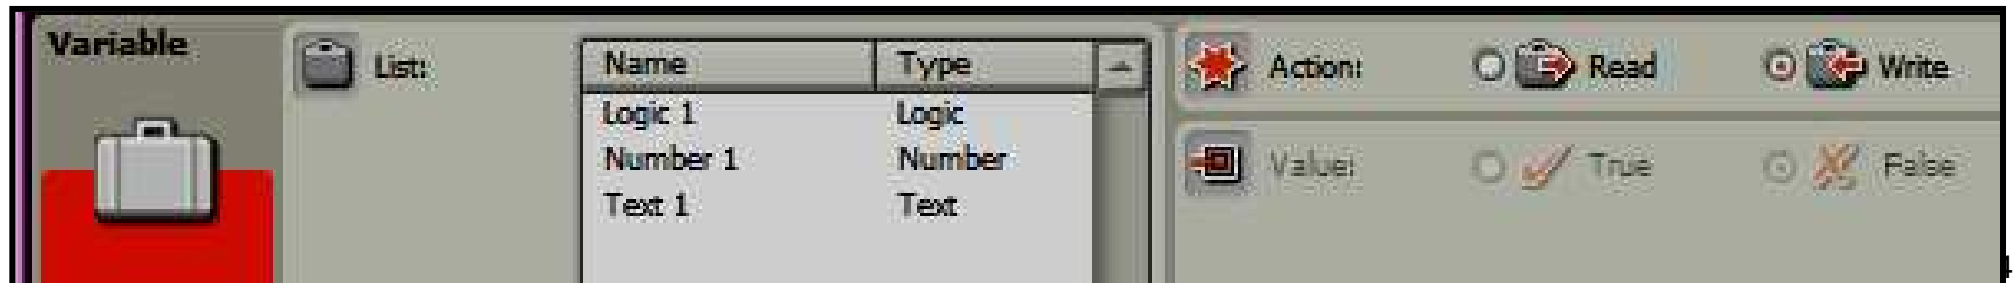 Variable
List:
Name Type
Logic 1 Logic
Number 1 Number
Text 1 Text
Action: Read Write
Value: True False
4